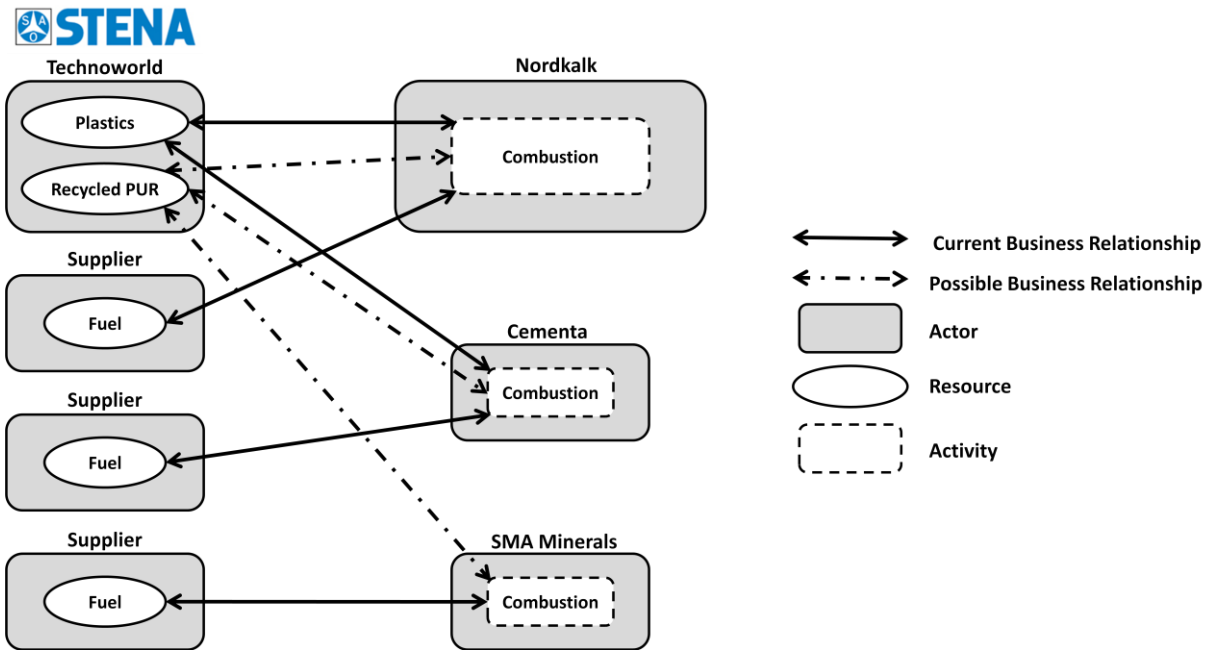 SAO
STENA
Technoworld
Nordkalk
Plastics
Combustion
Recycled PUR
Supplier
Fuel
Cementa
Combustion
Supplier
Fuel
Supplier
SMA Minerals
Fuel
Combustion
Current Business Relationship
Possible Business Relationship
Actor
Resource
Activity